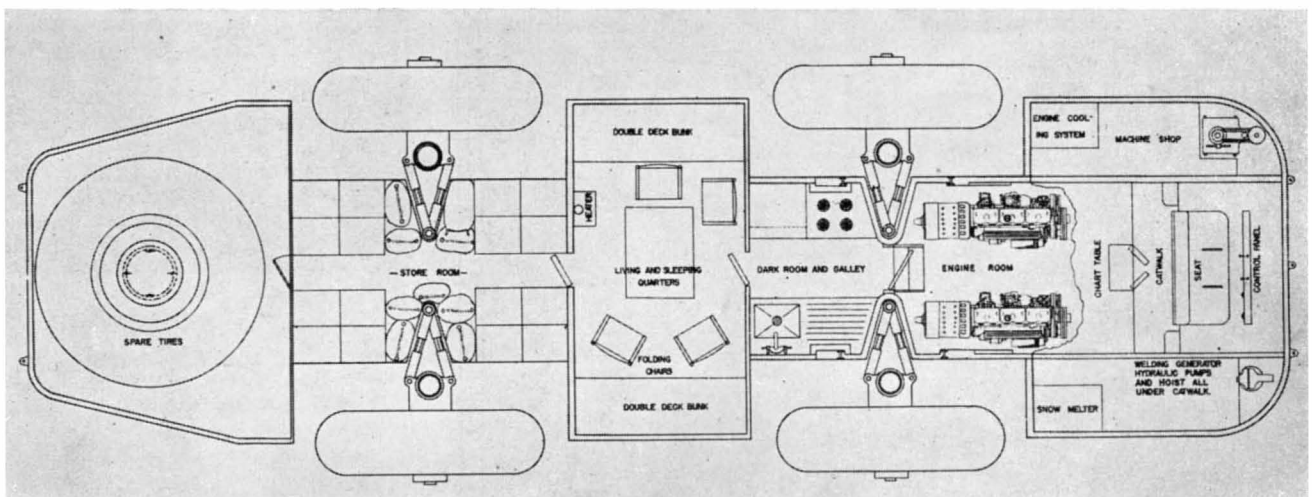 SPARE TIRES
— STORE ROOM —
HEATER
DOUBLE DECK BUNK
LIVING AND SLEEPING
QUARTERS
FOLDING
CHAIRS
DOUBLE DECK BUNK
DARK ROOM AND GALLEY
ENGINE ROOM
ENGINE COOL-
ING SYSTEM
MACHINE SHOP
CHART TABLE
CATWALK
SEAT
CONTROL PANEL
WELDING GENERATOR
HYDRAULIC PUMPS
AND HOIST ALL
UNDER CATWALK.
SNOW MELTER